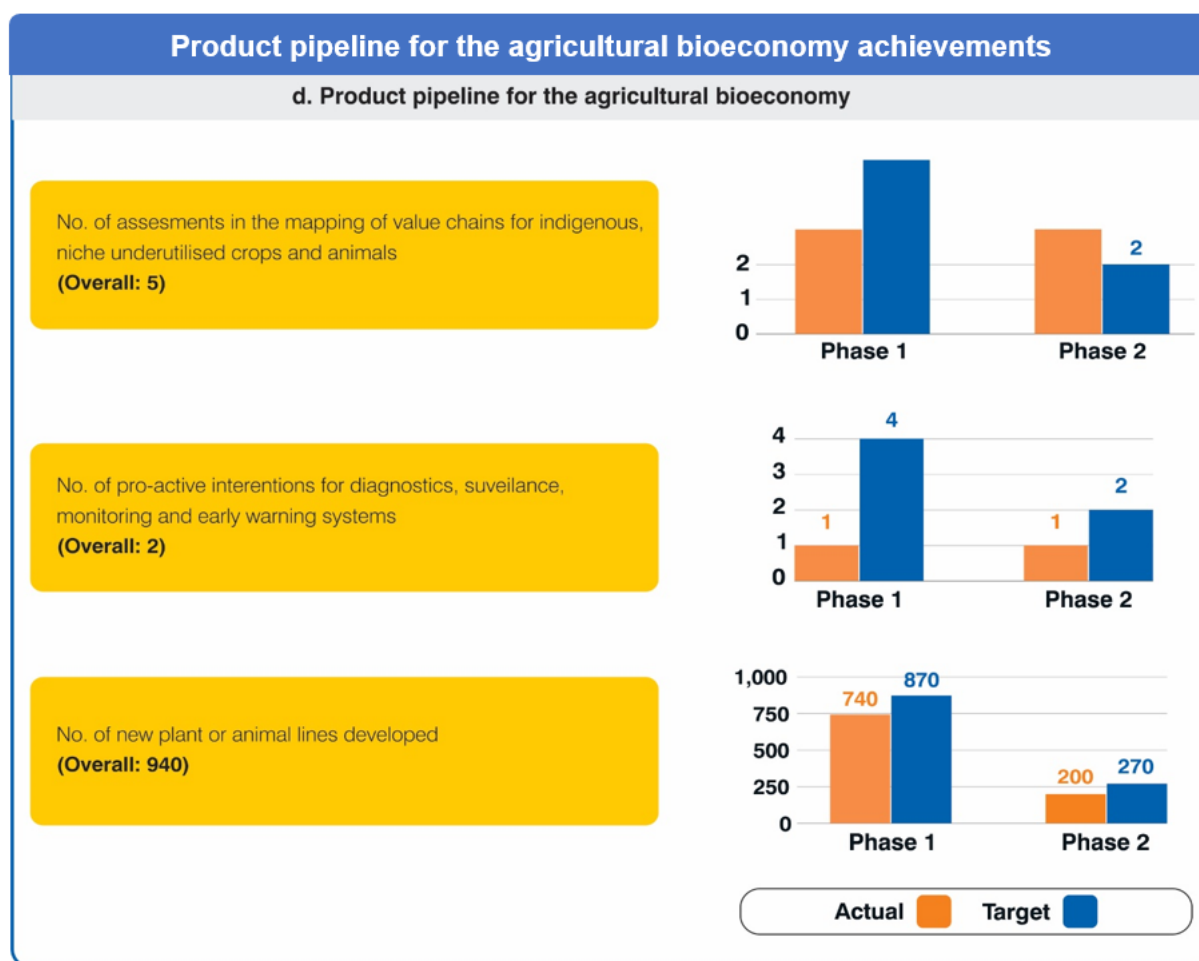 Product pipeline for the agricultural bioeconomy achievements
d. Product pipeline for the agricultural bioeconomy
No. of assesments in the mapping of value chains for indigenous,
niche underutilised crops and animals
(Overall: 5)
2
1
0
2
Phase 1
Phase 2
No. of pro-active interentions for diagnostics, suveilance,
monitoring and early warning systems
(Overall: 2)
4
3
2
1
0
1
4
1
2
Phase 1
Phase 2
No. of new plant or animal lines developed
(Overall: 940)
1,000
750
500
250
0
740
870
200
270
Phase 1
Phase 2
Actual
Target